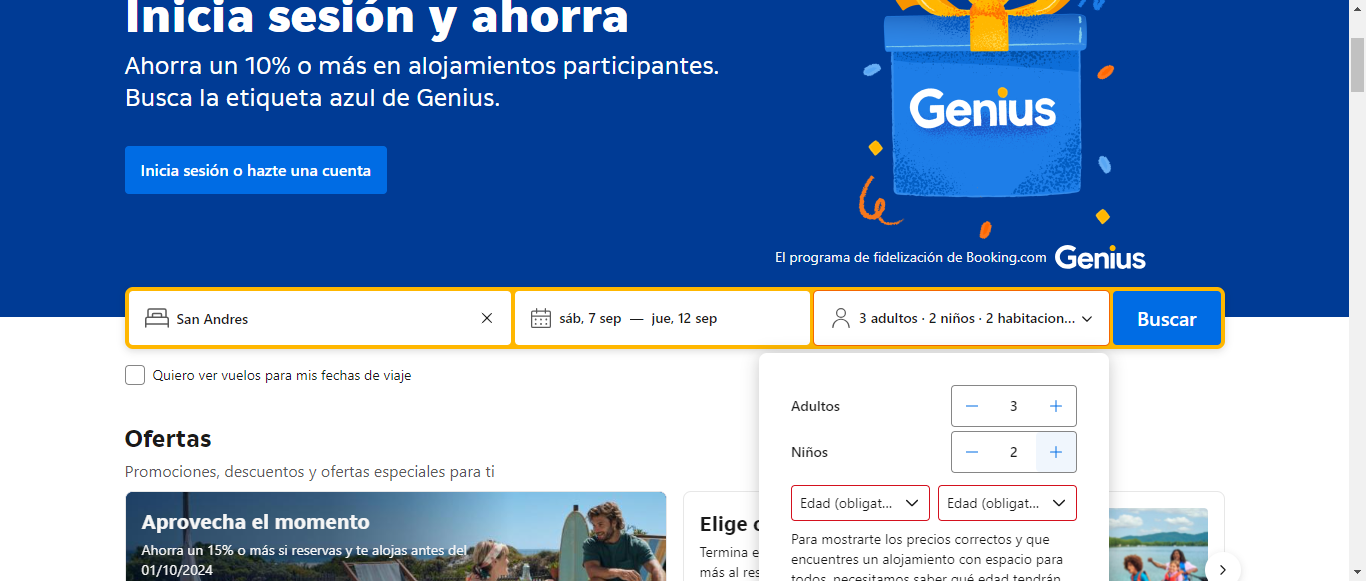 Inicia sesión y ahorra
Ahorra un 10% o más en alojamientos participantes.
Busca la etiqueta azul de Genius.
Genius
Inicia sesión o hazte una cuenta
El programa de fidelización de Booking.com Genius
San Andres
sáb, 7 sep — jue, 12 sep
3 adultos · 2 niños · 2 habitacion...
Buscar
Quiero ver vuelos para mis fechas de viaje
Adultos 3
Niños 2
Edad (obligat... Edad (obligat...
Para mostrarte los precios correctos y que
encuentres un alojamiento con espacio para
todos, necesitamos saber qué edad tendrán
Ofertas
Promociones, descuentos y ofertas especiales para ti
Aprovecha el momento
Ahorra un 15% o más si reservas y te alojas antes del
01/10/2024
Elige
Termina
más al